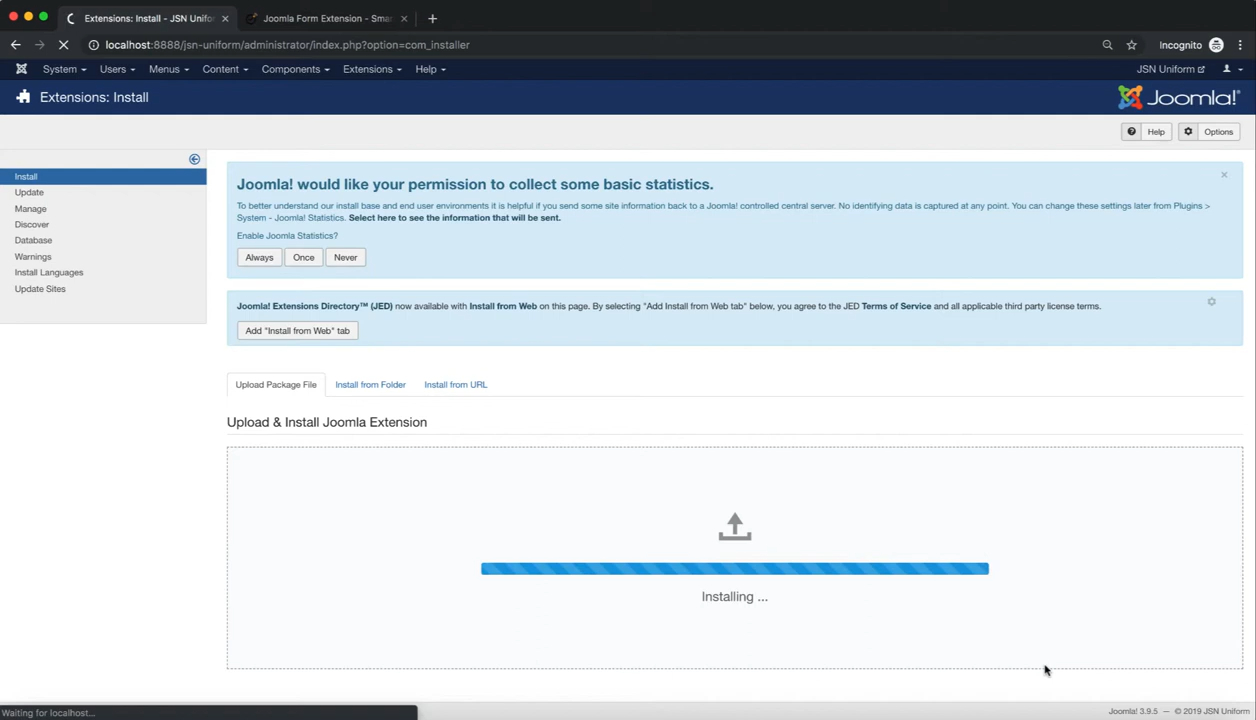 Extensions: Install - JSN Unifo
Joomla Form Extension - Sma
localhost:8888/jsn-uniform/administrator/index.php?option=com_installer
Incognito
System
Users
Menus
Content
Components
Extensions
Help
JSN Uniform
Extensions: Install
Joomla!®
Help
Options
Install
Update
Manage
Discover
Database
Warnings
Install Languages
Update Sites
Joomla! would like your permission to collect some basic statistics.
To better understand our install base and end user environments it is helpful if you send some site information back to a Joomla! controlled central server. No identifying data is captured at any point. You can change these settings later from Plugins >
System - Joomla! Statistics. Select here to see the information that will be sent.
Enable Joomla Statistics?
Always
Once
Never
Joomla! Extensions Directory™ (JED) now available with Install from Web on this page. By selecting "Add Install from Web tab" below, you agree to the JED Terms of Service and all applicable third party license terms.
Add "Install from Web" tab
Upload Package File
Install from Folder
Install from URL
Upload & Install Joomla Extension
Installing ...
Waiting for localhost...
Joomla! 3.9.5 — © 2019 JSN Uniform